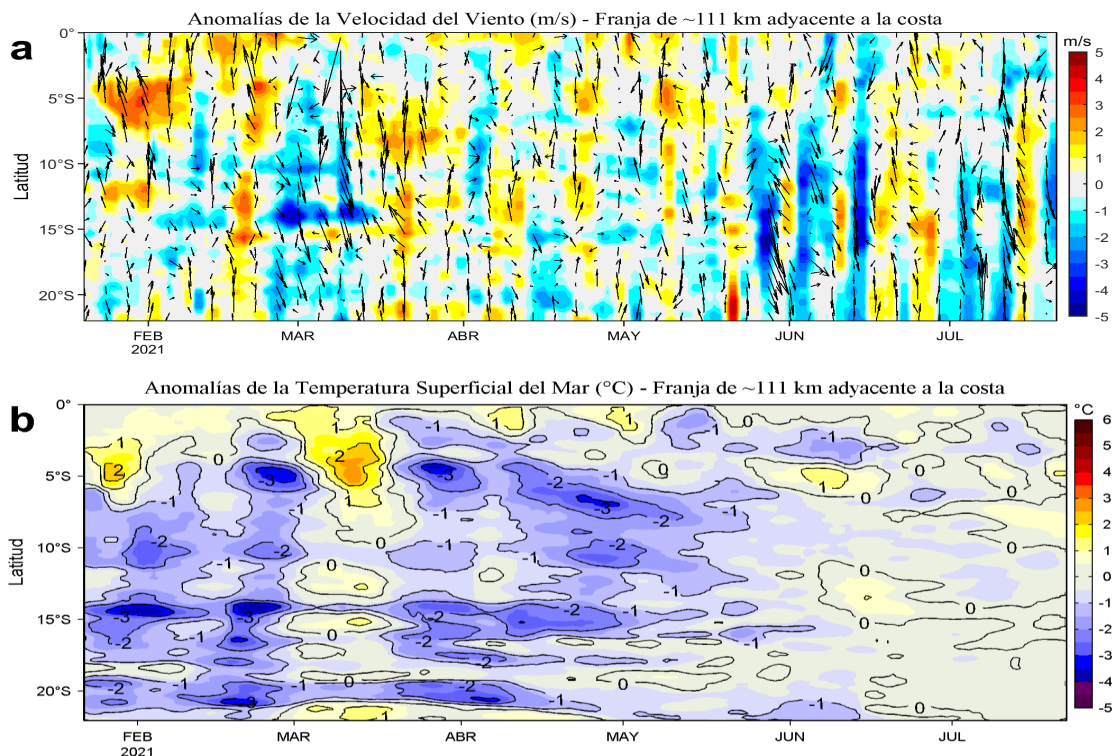 Anomalías de la Velocidad del Viento (m/s) - Franja de ~111 km adyacente a la costa
a
m/s
0°
5°S
10°S
15°S
20°S
Latitud
5
4
3
2
1
0
-1
-2
-3
-4
-5
FEB
2021
MAR
ABR
MAY
JUN
JUL
Anomalías de la Temperatura Superficial del Mar (°C) - Franja de ~111 km adyacente a la costa
b
°C
0°
5°S
10°S
15°S
20°S
Latitud
6
5
4
3
2
1
0
-1
-2
-3
-4
-5
FEB
2021
MAR
ABR
MAY
JUN
JUL